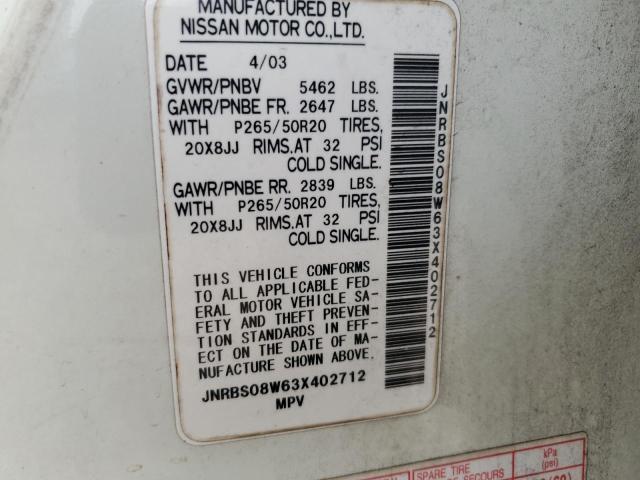 MANUFACTURED BY
NISSAN MOTOR CO.,LTD.
DATE 4/03
GVWR/PNBV 5462 LBS.
GAWR/PNBE FR. 2647 LBS.
WITH P265/50R20 TIRES,
20X8JJ RIMS.AT 32 PSI
COLD SINGLE.
GAWR/PNBE RR. 2839 LBS.
WITH P265/50R20 TIRES,
20X8JJ RIMS.AT 32 PSI
COLD SINGLE.
THIS VEHICLE CONFORMS
TO ALL APPLICABLE FED-
ERAL MOTOR VEHICLE SA-
FETY AND THEFT PREVEN-
TION STANDARDS IN EFF-
ECT ON THE DATE OF MA-
NUFACTURE SHOWN ABOVE.
JNRBS08W63X402712
MPV
JNRBS08W63X402712
SPARE TIRE
SECOURS
kPa
(psi)